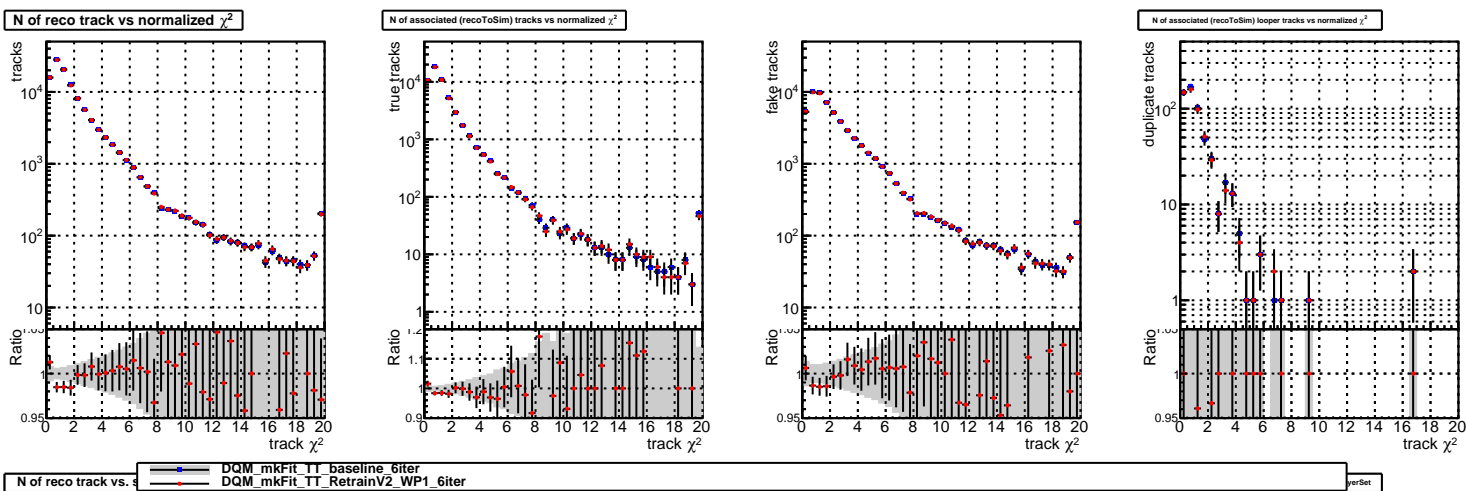 N of reco track vs normalized χ²
N of associated (recoToSim) tracks vs normalized χ²
N of associated (recoToSim) looper tracks vs normalized χ²
tracks
10⁴
10³
10²
10
Ratio
1
0.95
0 2 4 6 8 10 12 14 16 18 20
track χ²
true tracks
10⁴
10³
10²
10
1
Ratio
1.2
1.1
1
0.9
0 2 4 6 8 10 12 14 16 18 20
track χ²
fake tracks
10⁴
10³
10²
10
Ratio
1
0.95
0 2 4 6 8 10 12 14 16 18 20
track χ²
duplicate tracks
10²
10
1
Ratio
1
0.95
0 2 4 6 8 10 12 14 16 18 20
track χ²
DQM_mkFit_TT_baseline_6iter
DQM_mkFit_TT_RetrainV2_WP1_6iter
N of reco track vs.
yerSet